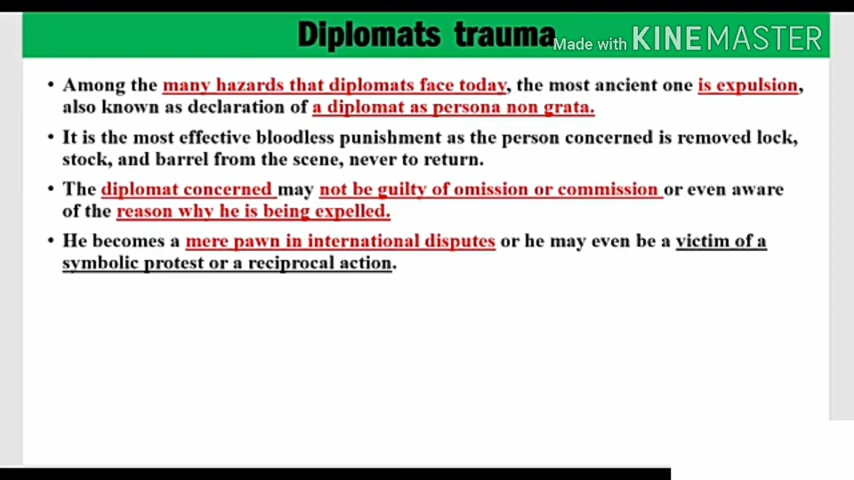 Diplomats trauma
Made with KINEMASTER
• Among the many hazards that diplomats face today, the most ancient one is expulsion,
also known as declaration of a diplomat as persona non grata.
• It is the most effective bloodless punishment as the person concerned is removed lock,
stock, and barrel from the scene, never to return.
• The diplomat concerned may not be guilty of omission or commission or even aware
of the reason why he is being expelled.
• He becomes a mere pawn in international disputes or he may even be a victim of a
symbolic protest or a reciprocal action.